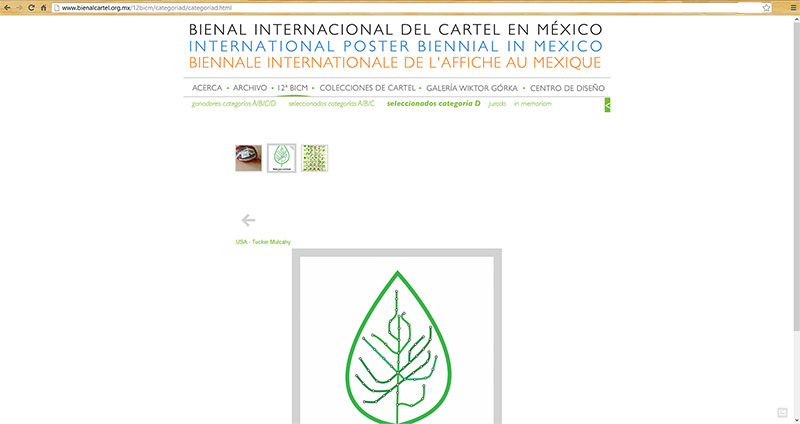 www.bienalcartel.org.mx/12bicm/categoriad/categoriad.html
BIENAL INTERNACIONAL DEL CARTEL EN MÉXICO
INTERNATIONAL POSTER BIENNIAL IN MEXICO
BIENNALE INTERNATIONALE DE L'AFFICHE AU MEXIQUE
ACERCA • ARCHIVO • 12ª BICM • COLECCIONES DE CARTEL • GALERÍA WIKTOR GÓRKA • CENTRO DE DISEÑO
ganadores categorías A/B/C/D seleccionados categorías A/B/C seleccionados categoría D jurado in memoriam
USA - Tucker Mulcahy